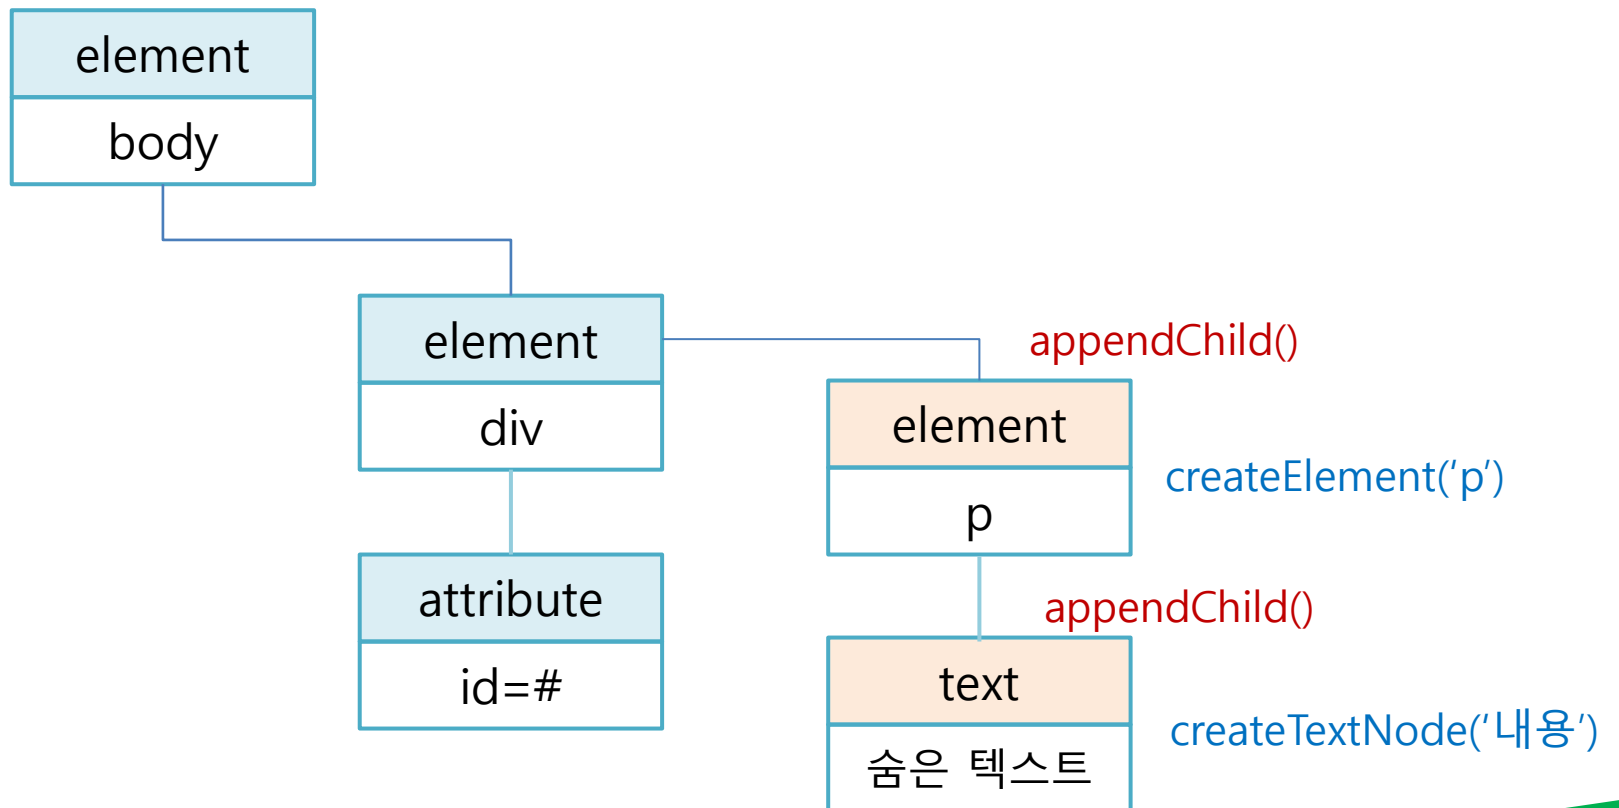 element
body
element
div
appendChild()
element
p
createElement(‘p’)
attribute
id=#
appendChild()
text
숨은 텍스트
createTextNode(‘내용’)